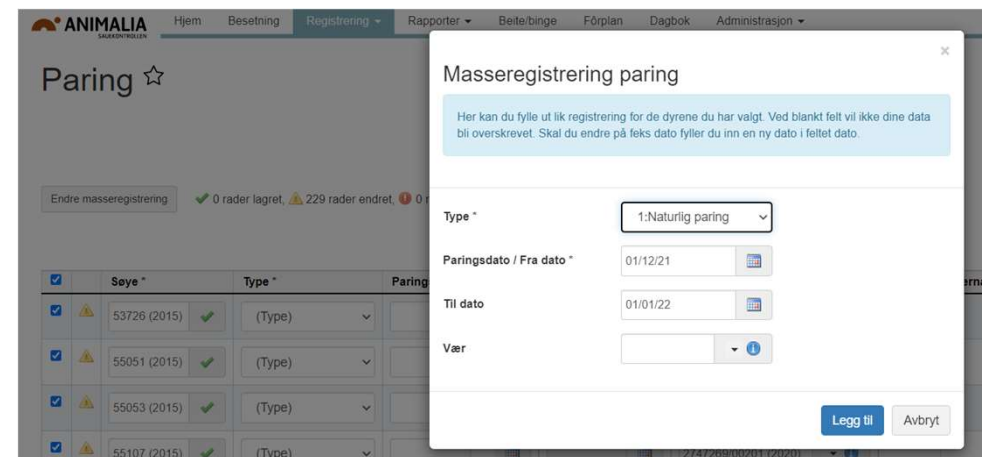 ANIMALIA
SAUEKONTROLLEN
Hjem Besetning Registrering Rapporter Beite/binge Fôrplan Dagbok Administrasjon
Paring
Endre masseregistrering
0 rader lagret, 229 rader endret, 0 r
Søye * Type * Paring
53726 (2015) (Type)
55051 (2015) (Type)
55053 (2015) (Type)
55107 (2015) (Type) 2747269/00201 (2020)
×
Masseregistrering paring
Her kan du fylle ut lik registrering for de dyrene du har valgt. Ved blankt felt vil ikke dine data
bli overskrevet. Skal du endre på feks dato fyller du inn en ny dato i feltet dato.
Type * 1:Naturlig paring
Paringsdato / Fra dato * 01/12/21
Til dato 01/01/22
Vær
Legg til Avbryt